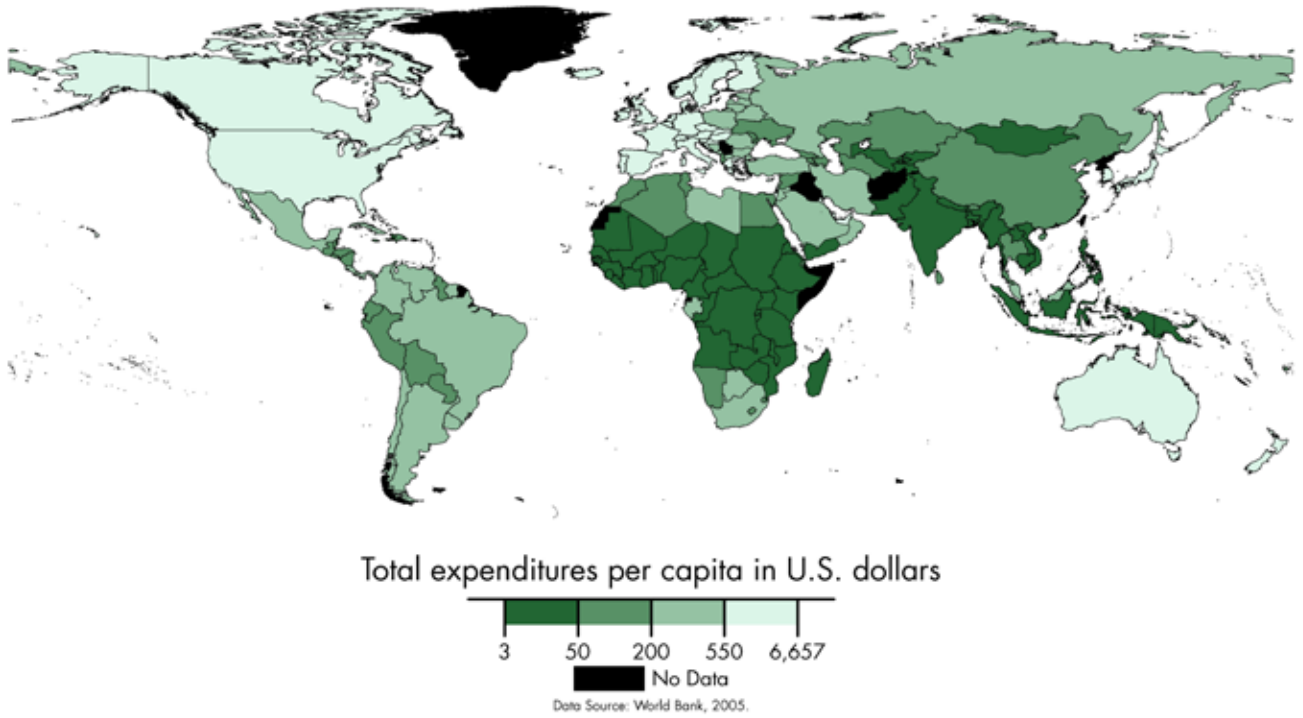 Total expenditures per capita in U.S. dollars
3 50 200 550 6,657
No Data
Data Source: World Bank, 2005.